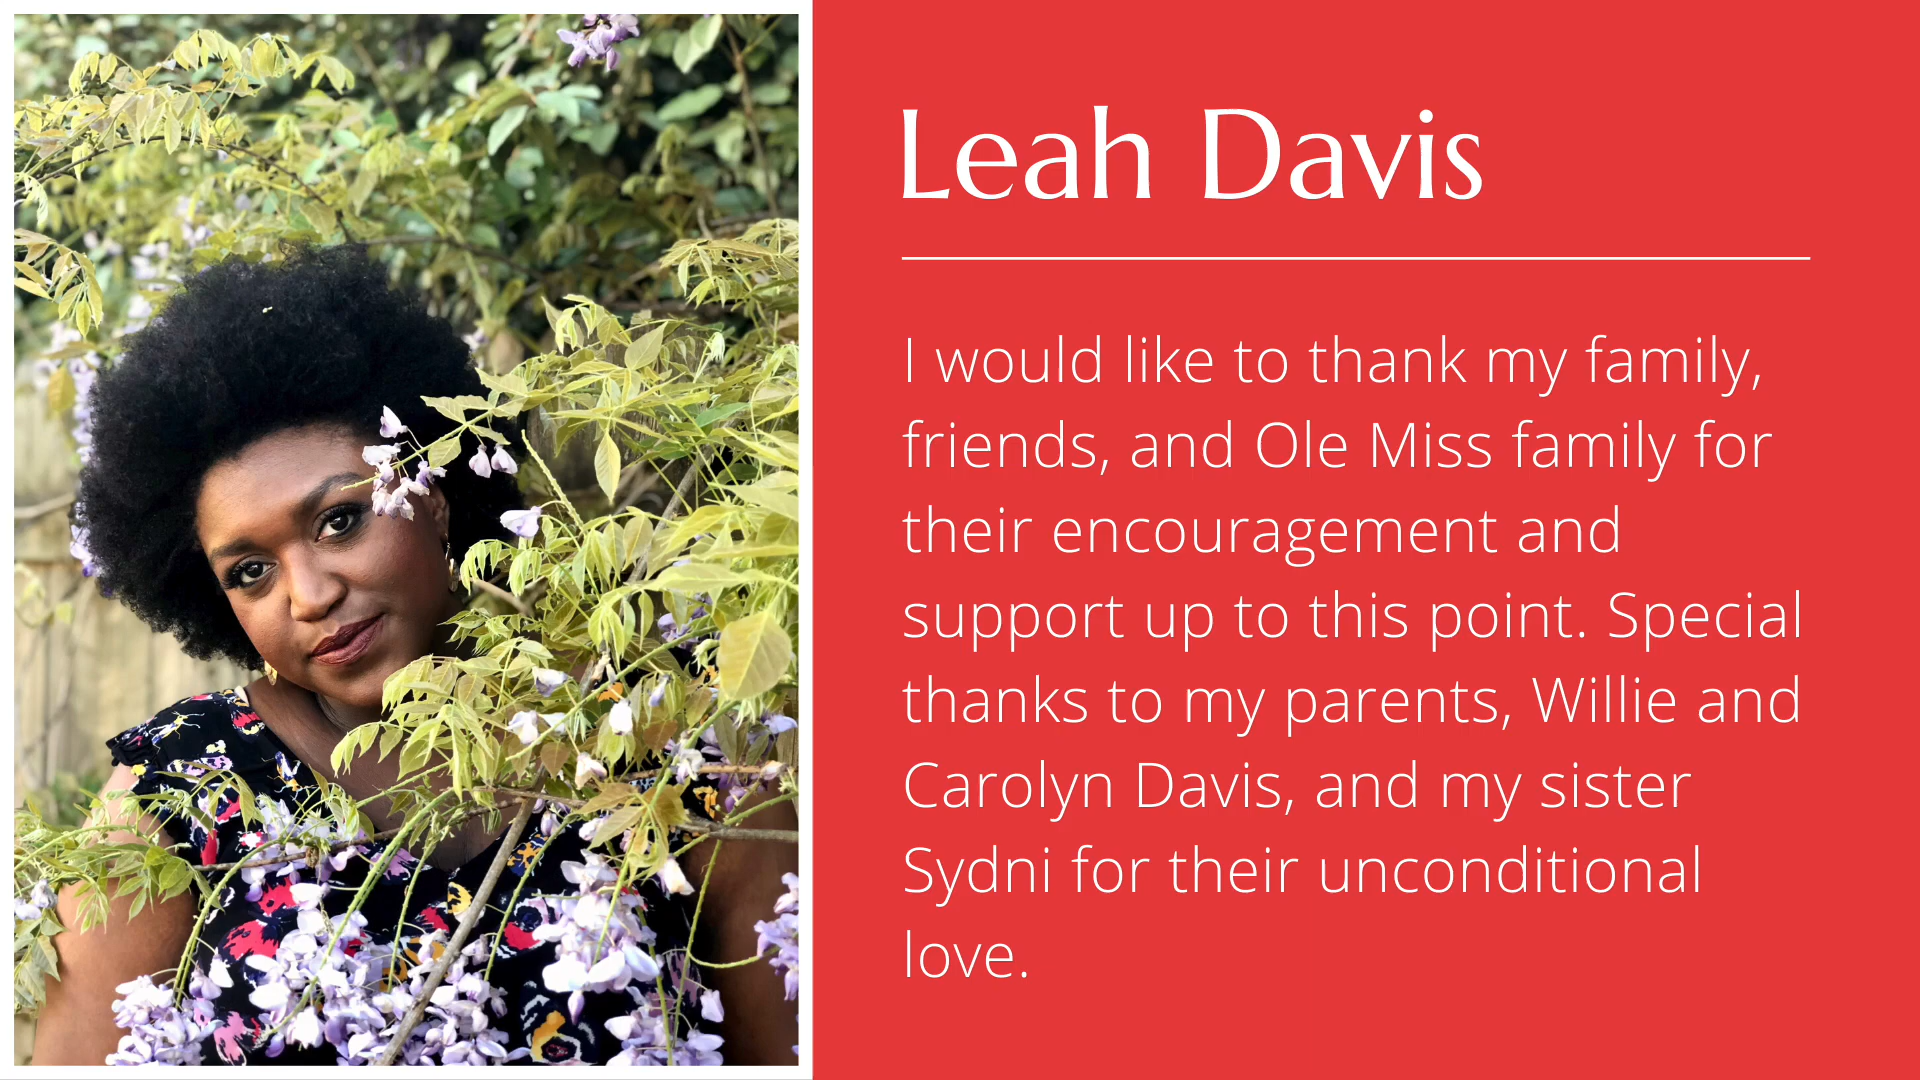 Leah Davis
I would like to thank my family,
friends, and Ole Miss family for
their encouragement and
support up to this point. Special
thanks to my parents, Willie and
Carolyn Davis, and my sister
Sydni for their unconditional
love.